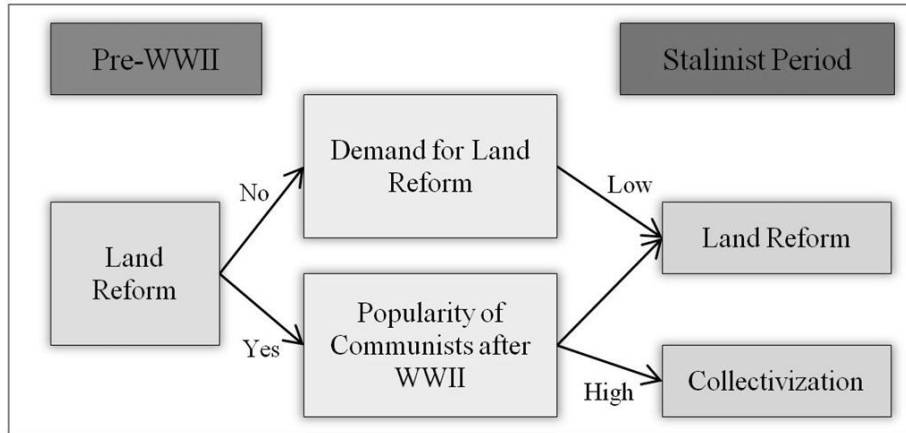 Pre-WWII
Stalinist Period
Demand for Land
Reform
No
Low
Land
Reform
Land Reform
Yes
Popularity of
Communists after
WWII
High
Collectivization